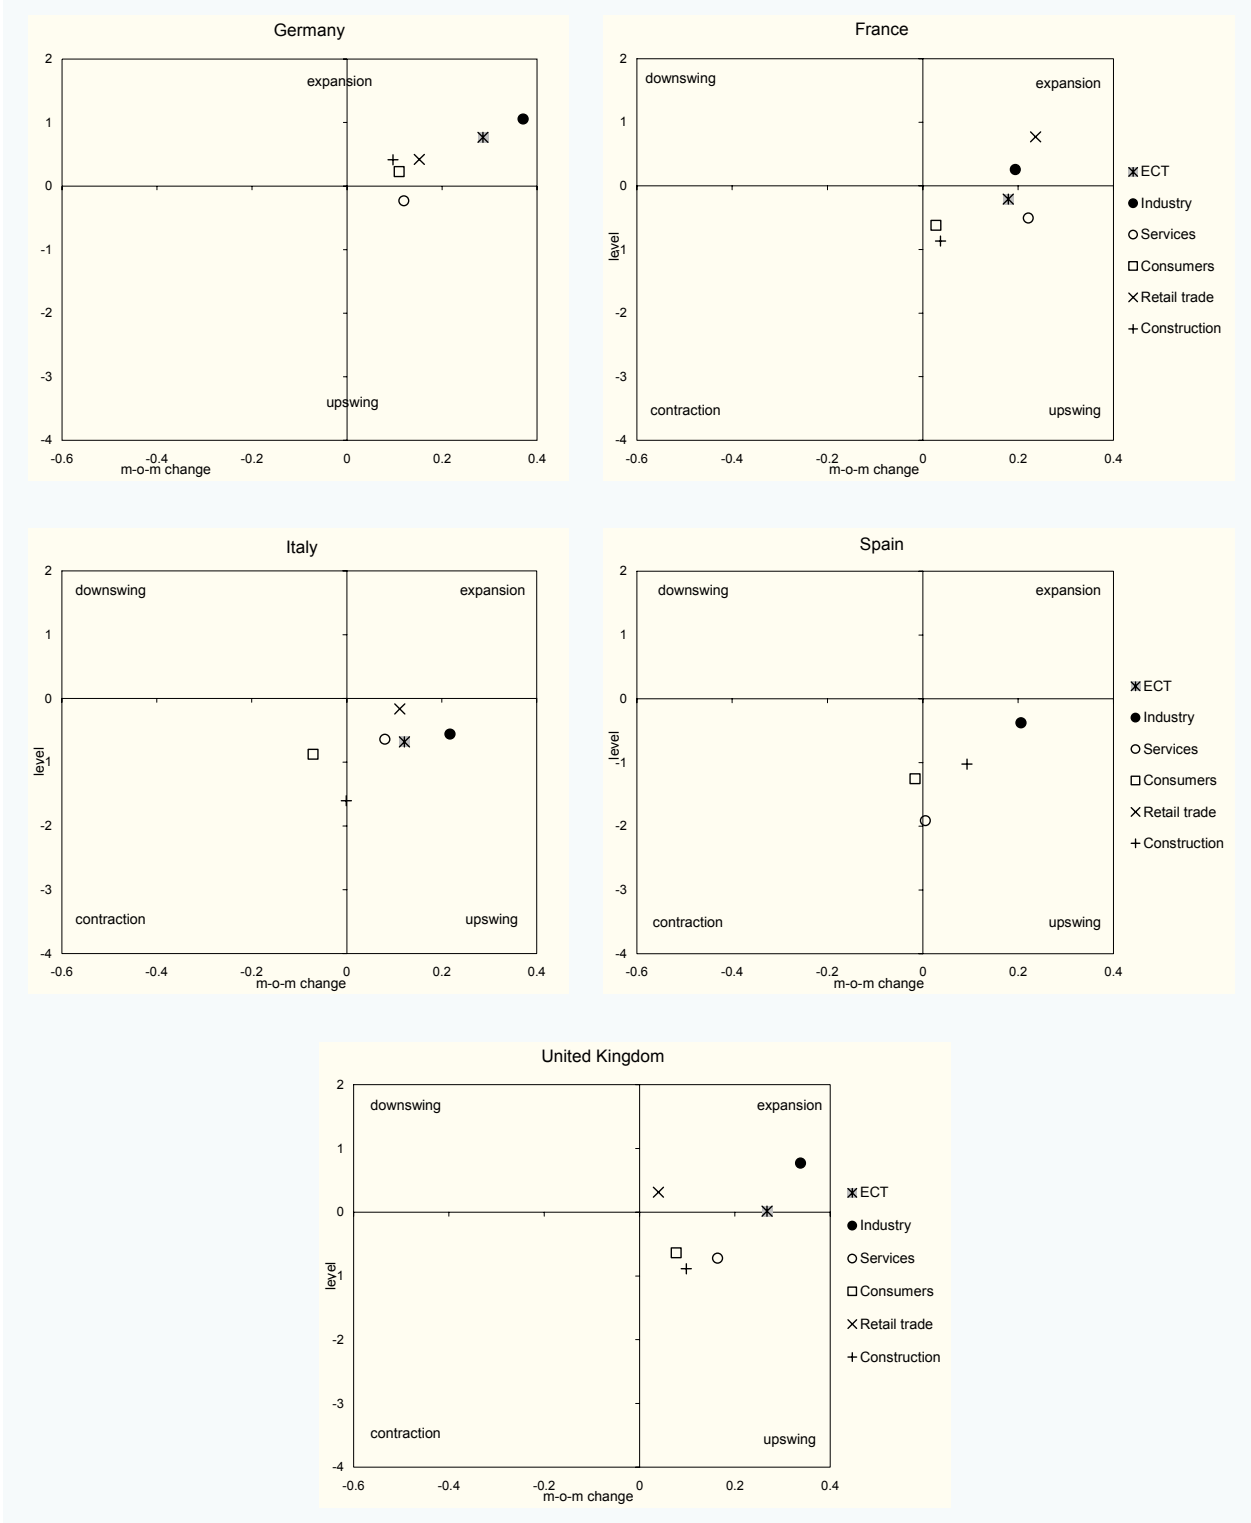 Germany
expansion
upswing
2
1
0
-1
-2
-3
-4
-0.6 -0.4 -0.2 0 0.2 0.4
m-o-m change
France
downswing
expansion
contraction
upswing
level
2
1
0
-1
-2
-3
-4
-0.6 -0.4 -0.2 0 0.2 0.4
m-o-m change
ECT
Industry
Services
Consumers
Retail trade
Construction
Italy
downswing
expansion
contraction
upswing
level
2
1
0
-1
-2
-3
-4
-0.6 -0.4 -0.2 0 0.2 0.4
m-o-m change
Spain
downswing
expansion
contraction
upswing
level
2
1
0
-1
-2
-3
-4
-0.6 -0.4 -0.2 0 0.2 0.4
m-o-m change
ECT
Industry
Services
Consumers
Retail trade
Construction
United Kingdom
downswing
expansion
contraction
upswing
level
2
1
0
-1
-2
-3
-4
-0.6 -0.4 -0.2 0 0.2 0.4
m-o-m change
ECT
Industry
Services
Consumers
Retail trade
Construction